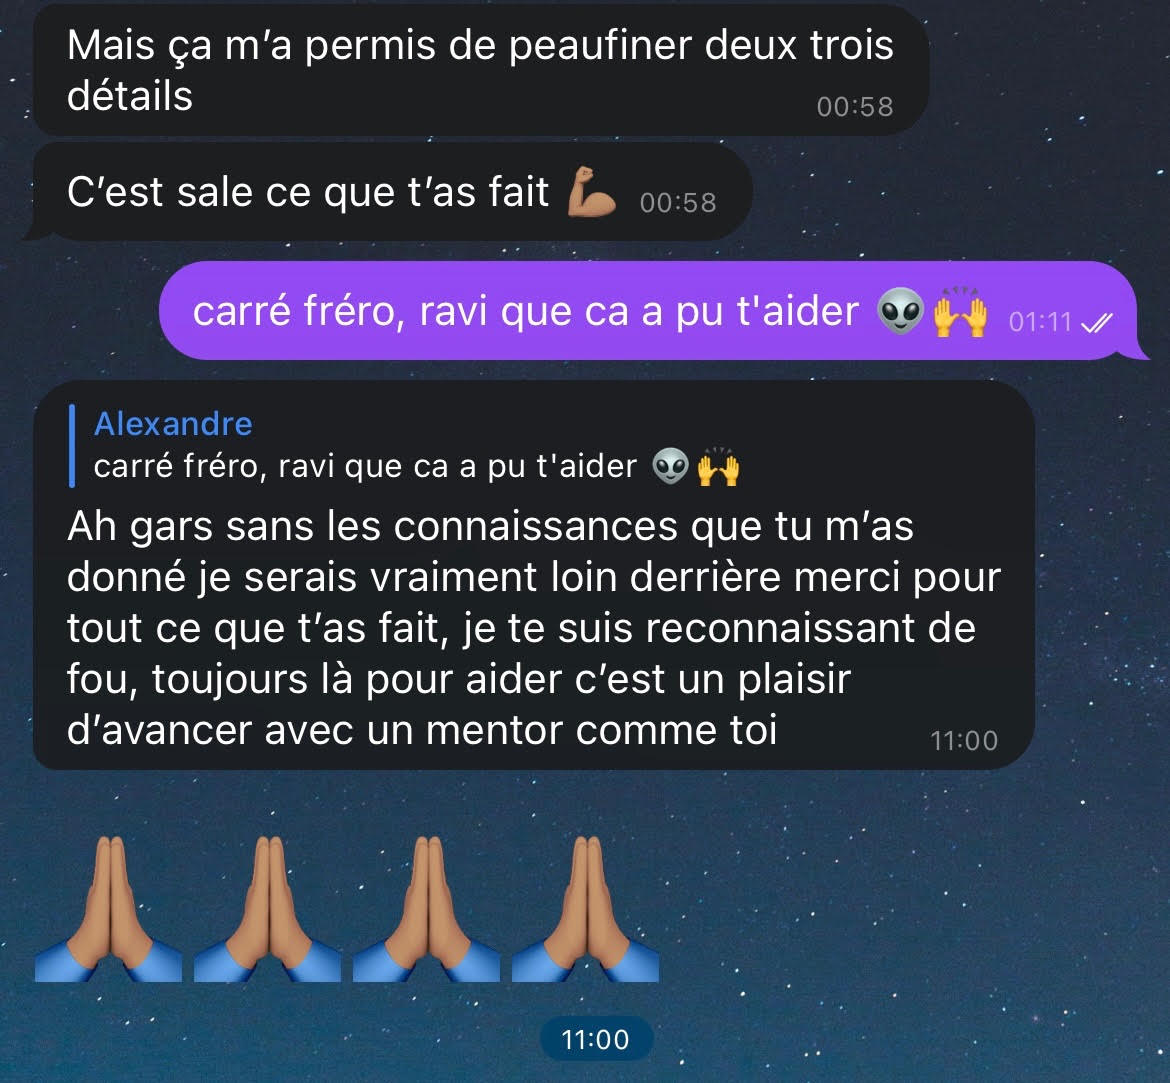 Mais ça m’a permis de peaufiner deux trois
détails
00:58
C’est sale ce que t’as fait 💪🏽 00:58
carré fréro, ravi que ca a pu t'aider 👽🙌 01:11
Alexandre
carré fréro, ravi que ca a pu t'aider 👽🙌
Ah gars sans les connaissances que tu m’as
donné je serais vraiment loin derrière merci pour
tout ce que t’as fait, je te suis reconnaissant de
fou, toujours là pour aider c’est un plaisir
d’avancer avec un mentor comme toi
11:00
🙏🏽🙏🏽🙏🏽🙏🏽
11:00